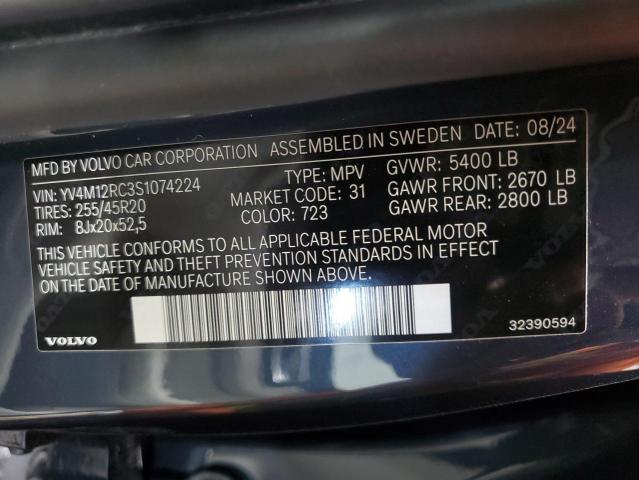 MFD BY VOLVO CAR CORPORATION ASSEMBLED IN SWEDEN DATE: 08/24
VIN: YV4M12RC3S1074224 TYPE: MPV GVWR: 5400 LB
TIRES: 255/45R20 MARKET CODE: 31 GAWR FRONT: 2670 LB
RIM: 8Jx20x52,5 COLOR: 723 GAWR REAR: 2800 LB
THIS VEHICLE CONFORMS TO ALL APPLICABLE FEDERAL MOTOR
VEHICLE SAFETY AND THEFT PREVENTION STANDARDS IN EFFECT
ON THE DATE OF MANUFACTURE SHOWN ABOVE.
VOLVO 32390594